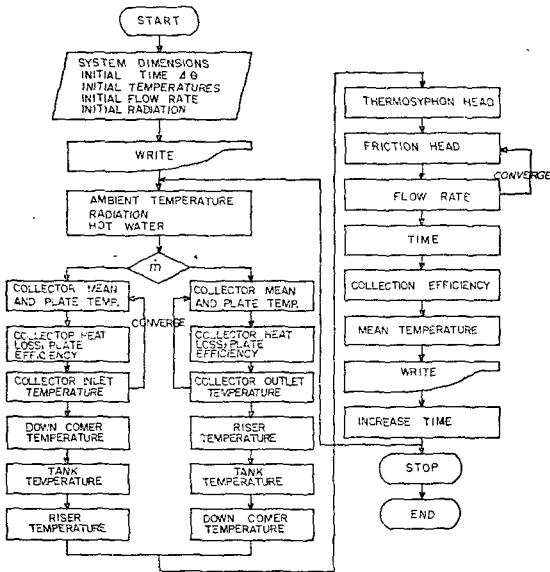 START
SYSTEM DIMENSIONS
INITIAL TIME Δθ
INITIAL TEMPERATURES
INITIAL FLOW RATE
INITIAL RADIATION
WRITE
AMBIENT TEMPERATURE
RADIATION
HOT WATER
ṁ
COLLECTOR MEAN
AND PLATE TEMP.
CONVERGE
COLLECTOR HEAT
LOSS, PLATE
EFFICIENCY
COLLECTOR INLET
TEMPERATURE
DOWN COMER
TEMPERATURE
TANK
TEMPERATURE
RISER
TEMPERATURE
COLLECTOR MEAN
AND PLATE TEMP.
COLLECTOR HEAT
LOSS, PLATE
EFFICIENCY
COLLECTOR OUTLET
TEMPERATURE
RISER
TEMPERATURE
TANK
TEMPERATURE
DOWN COMER
TEMPERATURE
THERMOSYPHON HEAD
FRICTION HEAD
CONVERGE
FLOW RATE
TIME
COLLECTION EFFICIENCY
MEAN TEMPERATURE
WRITE
INCREASE TIME
STOP
END